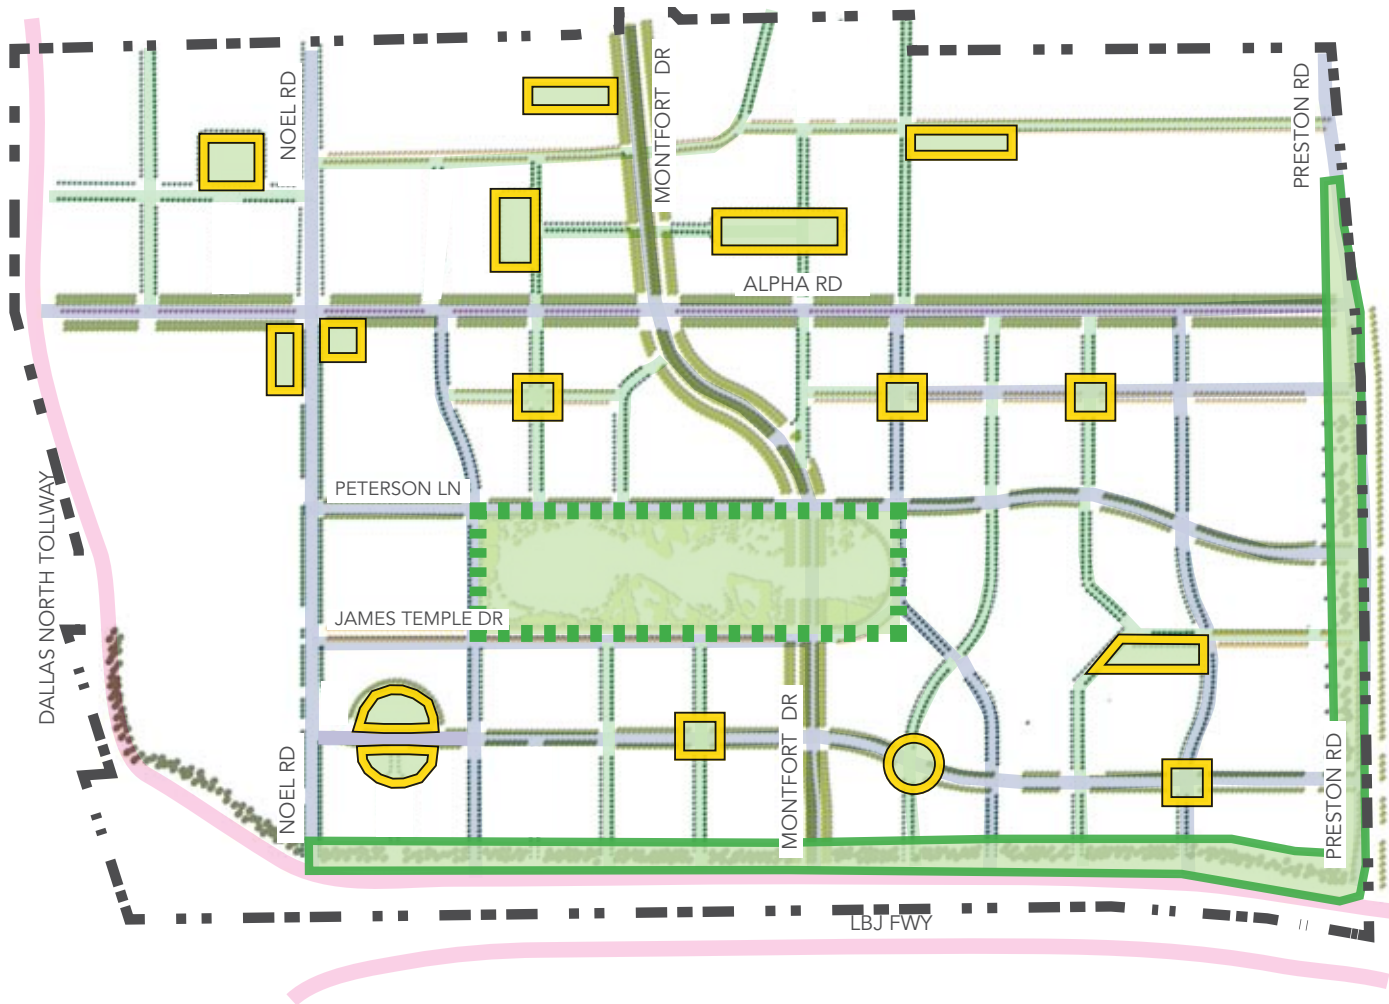 NOEL RD
MONTFORT DR
PRESTON RD
ALPHA RD
PETERSON LN
DALLAS NORTH TOLLWAY
JAMES TEMPLE DR
NOEL RD
MONTFORT DR
PRESTON RD
LBJ FWY